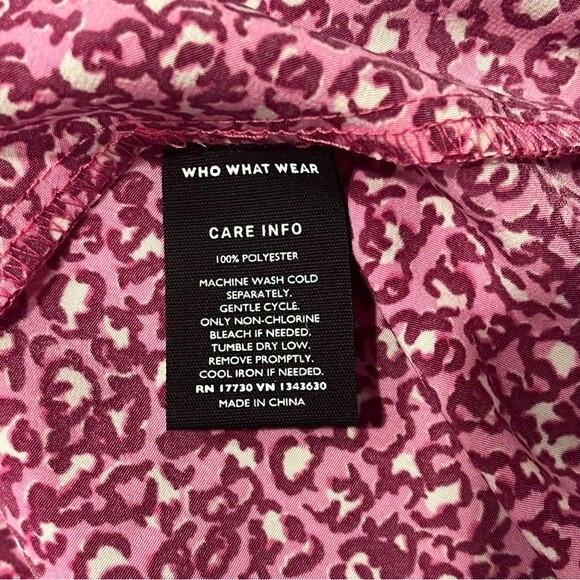 WHO WHAT WEAR
CARE INFO
100% POLYESTER
MACHINE WASH COLD
SEPARATELY.
GENTLE CYCLE.
ONLY NON-CHLORINE
BLEACH IF NEEDED.
TUMBLE DRY LOW.
REMOVE PROMPTLY.
COOL IRON IF NEEDED.
RN 17730 VN 1343630
MADE IN CHINA